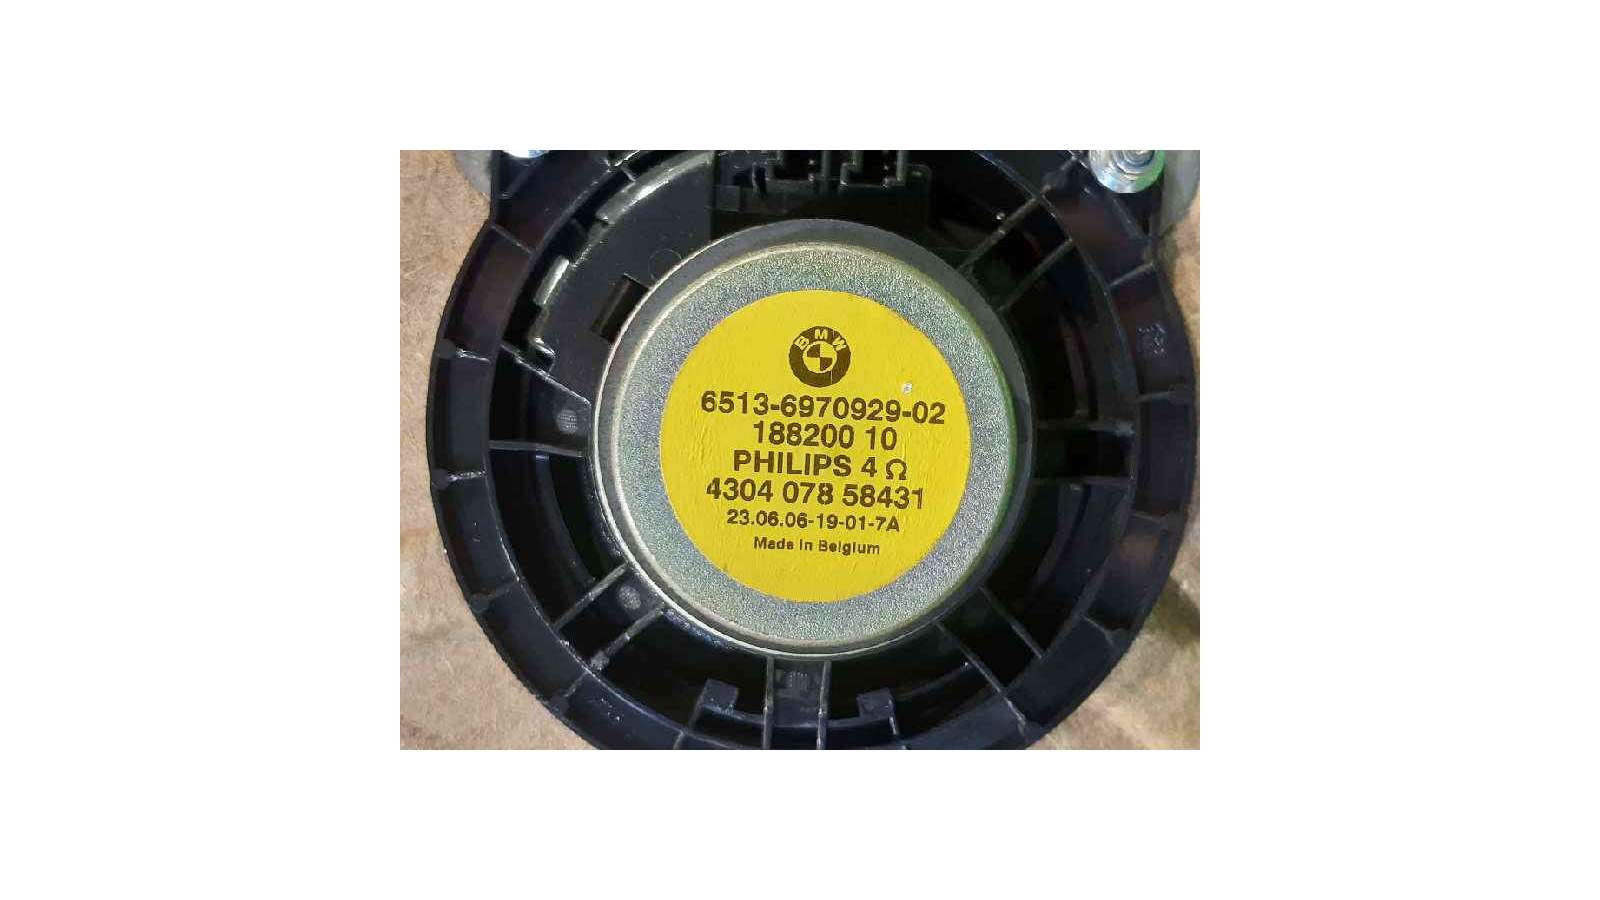 BMW
6513-6970929-02
188200 10
PHILIPS 4 Ω
4304 078 58431
23.06.06-19-01-7A
Made in Belgium